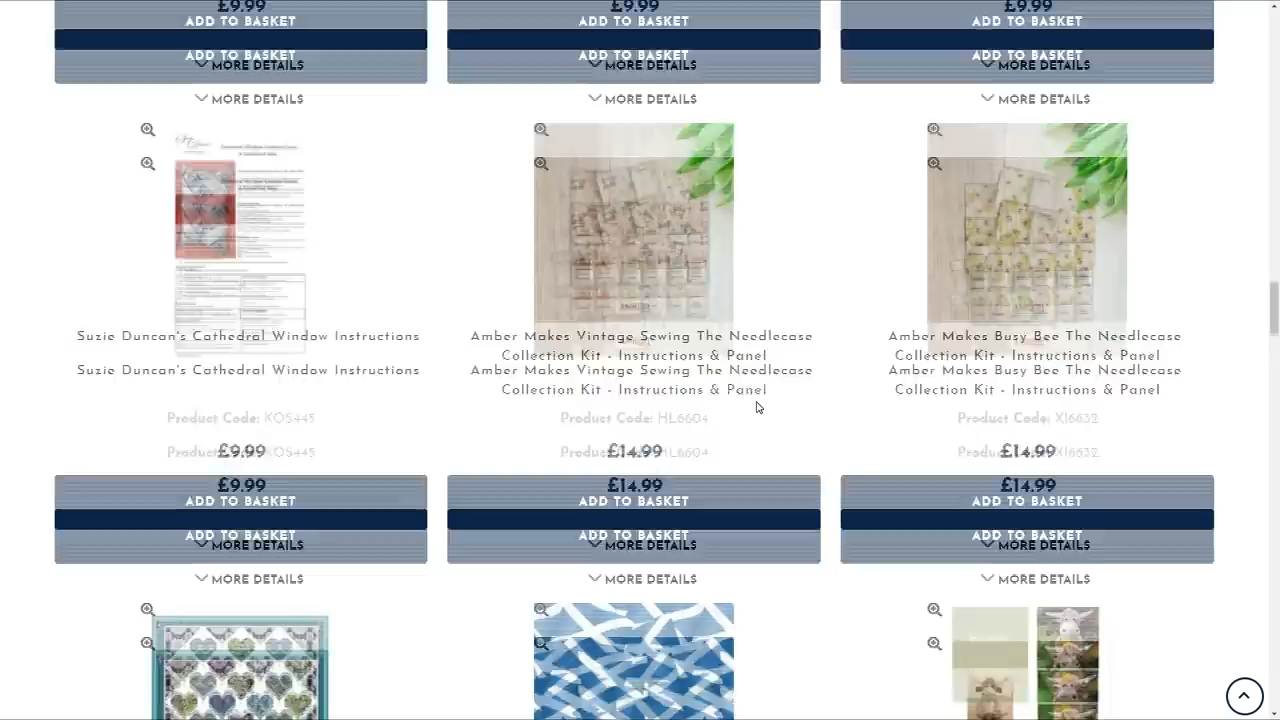 £9.99 £9.99 £9.99
ADD TO BASKET ADD TO BASKET ADD TO BASKET
ADD TO BASKET ADD TO BASKET ADD TO BASKET
MORE DETAILS MORE DETAILS MORE DETAILS
MORE DETAILS MORE DETAILS MORE DETAILS
Suzie Duncan's Cathedral Window Instructions
Amber Makes Vintage Sewing The Needlecase
Collection Kit - Instructions & Panel
Amber Makes Busy Bee The Needlecase
Collection Kit - Instructions & Panel
Suzie Duncan's Cathedral Window Instructions
Amber Makes Vintage Sewing The Needlecase
Collection Kit - Instructions & Panel
Amber Makes Busy Bee The Needlecase
Collection Kit - Instructions & Panel
Product Code: KOS445 Product Code: HL6604 Product Code: XI6632
£9.99 £14.99 £14.99
£9.99 £14.99 £14.99
ADD TO BASKET ADD TO BASKET ADD TO BASKET
ADD TO BASKET ADD TO BASKET ADD TO BASKET
MORE DETAILS MORE DETAILS MORE DETAILS
MORE DETAILS MORE DETAILS MORE DETAILS